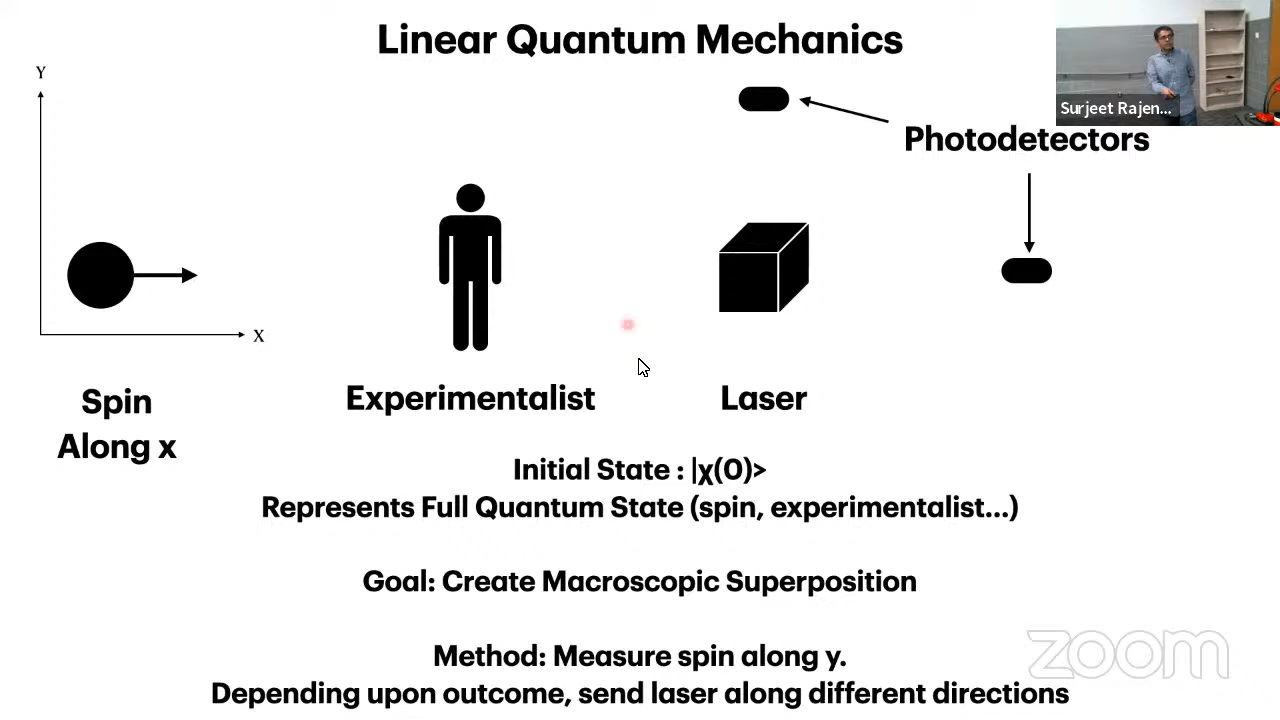 Linear Quantum Mechanics
Y
Surjeet Rajen...
Photodetectors
X
Spin
Along x
Experimentalist
Laser
Initial State : |χ(0)>
Represents Full Quantum State (spin, experimentalist...)
Goal: Create Macroscopic Superposition
Method: Measure spin along y.
Depending upon outcome, send laser along different directions
zoom